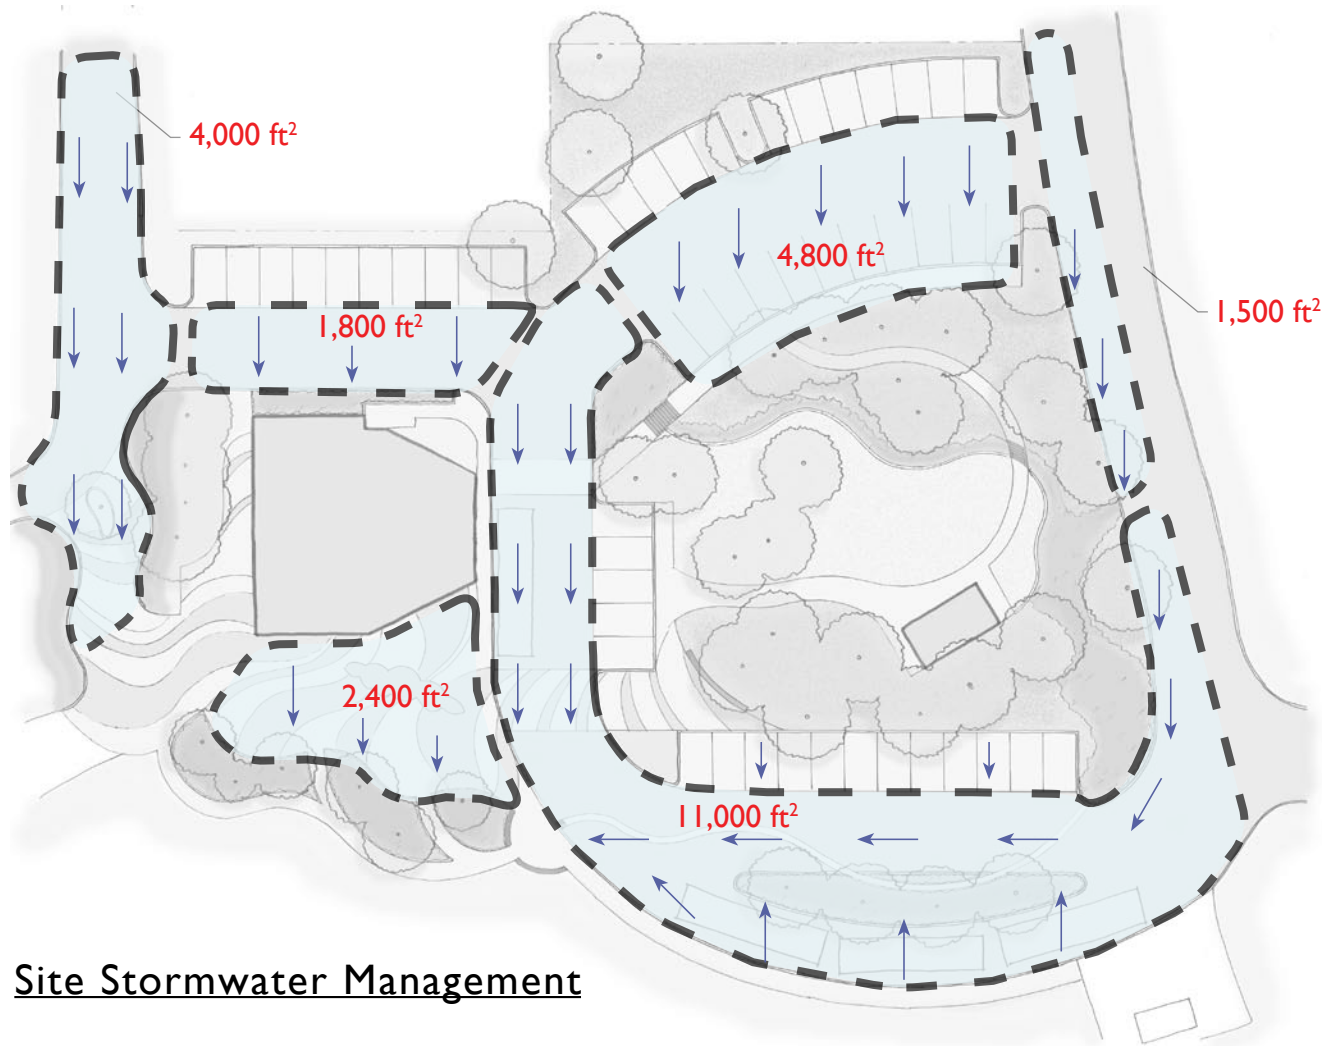 4,000 ft²
4,800 ft²
1,500 ft²
1,800 ft²
2,400 ft²
11,000 ft²
Site Stormwater Management